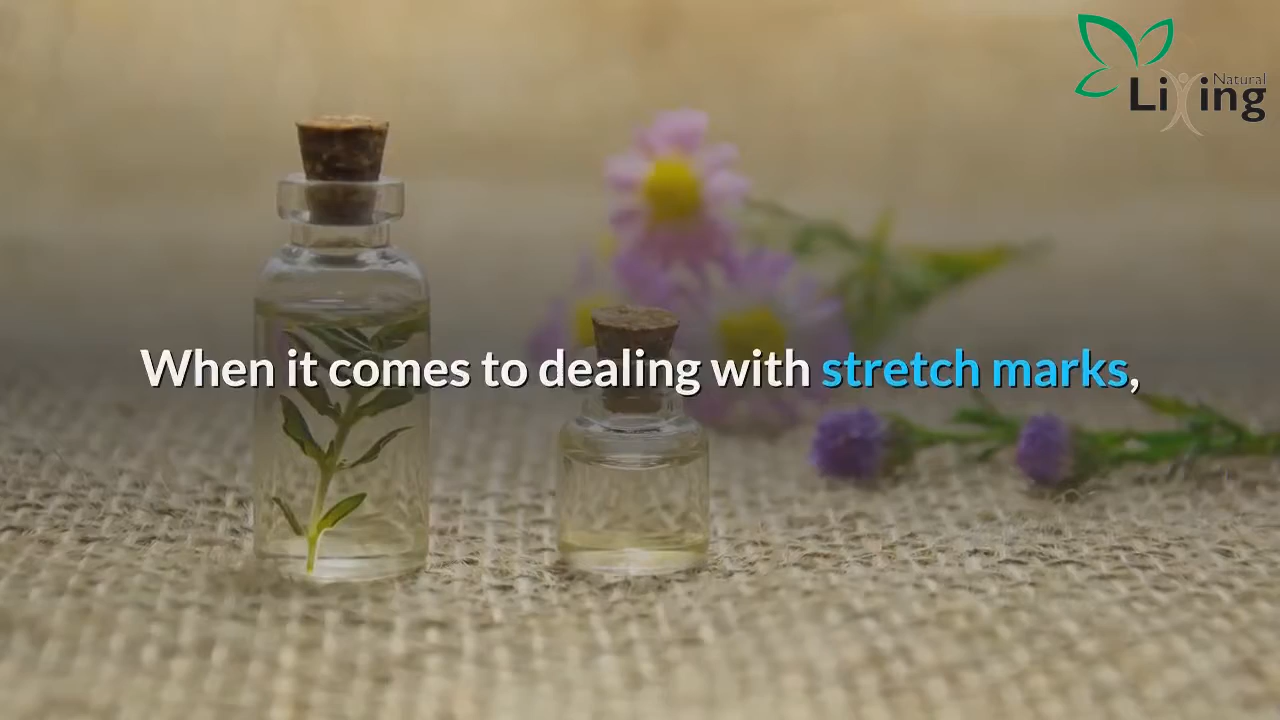 Natural
Living
When it comes to dealing with stretch marks,